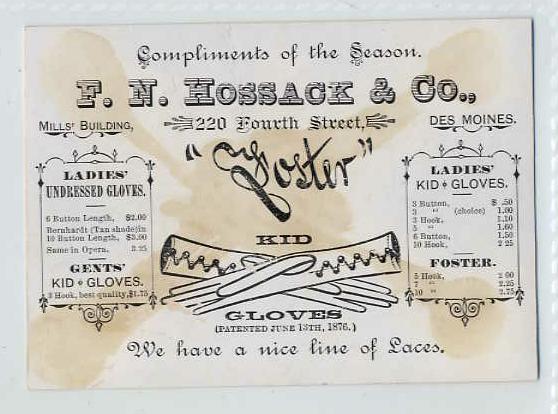 Compliments of the Season.
F. N. HOSSACK & Co.,
MILLS' BUILDING,
220 Fourth Street,
DES MOINES.
LADIES'
UNDRESSED GLOVES.
6 Button Length, $2.00
Bernhardt (Tan shade) in
10 Button Length, $3.00
Same in Opera, 3.25
GENTS'
KID GLOVES.
2 Hook, best quality, $1.75
"Foster"
KID
GLOVES
(PATENTED JUNE 13TH, 1876.)
LADIES'
KID GLOVES.
3 Button, $ .50
3 " (choice) 1.00
3 Hook, 1.10
5 " 1.60
6 Button, 1.50
10 Hook, 2 25
FOSTER.
5 Hook, 2 00
7 " 2.25
10 " 2.75
We have a nice line of Laces.